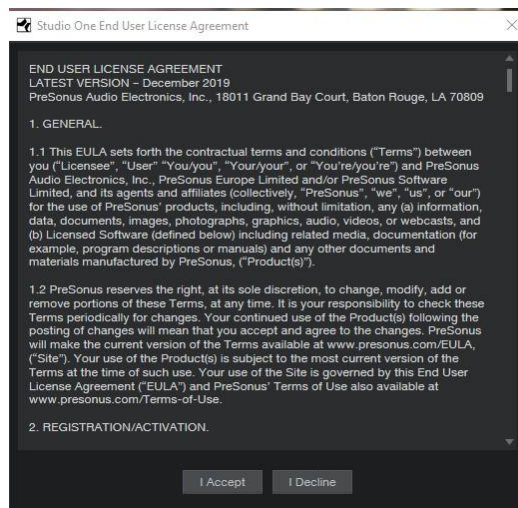 Studio One End User License Agreement
END USER LICENSE AGREEMENT
LATEST VERSION – December 2019
PreSonus Audio Electronics, Inc., 18011 Grand Bay Court, Baton Rouge, LA 70809
1. GENERAL.
1.1 This EULA sets forth the contractual terms and conditions (“Terms”) between
you (“Licensee”, “User” “You/you”, “Your/your”, or “You're/you're”) and PreSonus
Audio Electronics, Inc., PreSonus Europe Limited and/or PreSonus Software
Limited, and its agents and affiliates (collectively, “PreSonus”, “we”, “us”, or “our”)
for the use of PreSonus’ products, including, without limitation, any (a) information,
data, documents, images, photographs, graphics, audio, videos, or webcasts, and
(b) Licensed Software (defined below) including related media, documentation (for
example, program descriptions or manuals) and any other documents and
materials manufactured by PreSonus, (“Product(s)”).
1.2 PreSonus reserves the right, at its sole discretion, to change, modify, add or
remove portions of these Terms, at any time. It is your responsibility to check these
Terms periodically for changes. Your continued use of the Product(s) following the
posting of changes will mean that you accept and agree to the changes. PreSonus
will make the current version of the Terms available at www.presonus.com/EULA,
(“Site”). Your use of the Product(s) is subject to the most current version of the
Terms at the time of such use. Your use of the Site is governed by this End User
License Agreement (“EULA”) and PreSonus’ Terms of Use also available at
www.presonus.com/Terms-of-Use.
2. REGISTRATION/ACTIVATION.
I Accept
I Decline